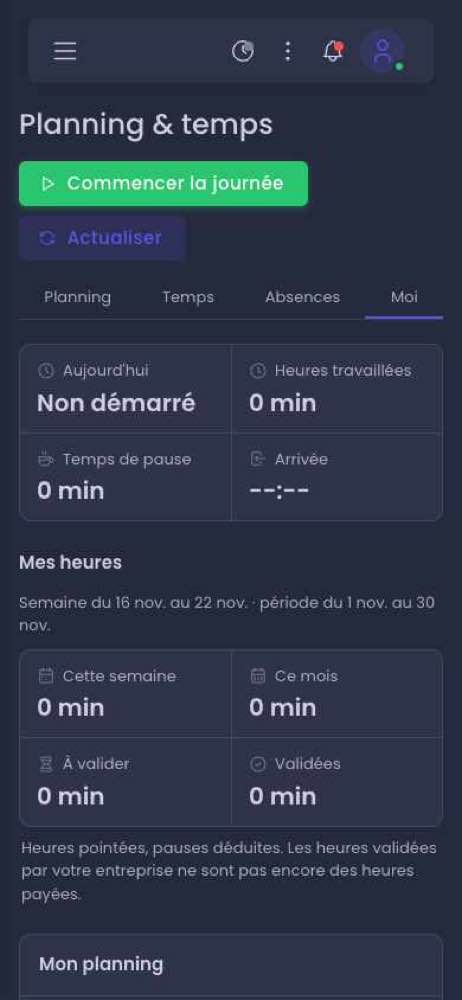 Planning & temps
Commencer la journée
Actualiser
Planning Temps Absences Moi
Aujourd'hui
Non démarré
Heures travaillées
0 min
Temps de pause
0 min
Arrivée
--:--
Mes heures
Semaine du 16 nov. au 22 nov. · période du 1 nov. au 30
nov.
Cette semaine
0 min
Ce mois
0 min
À valider
0 min
Validées
0 min
Heures pointées, pauses déduites. Les heures validées
par votre entreprise ne sont pas encore des heures
payées.
Mon planning